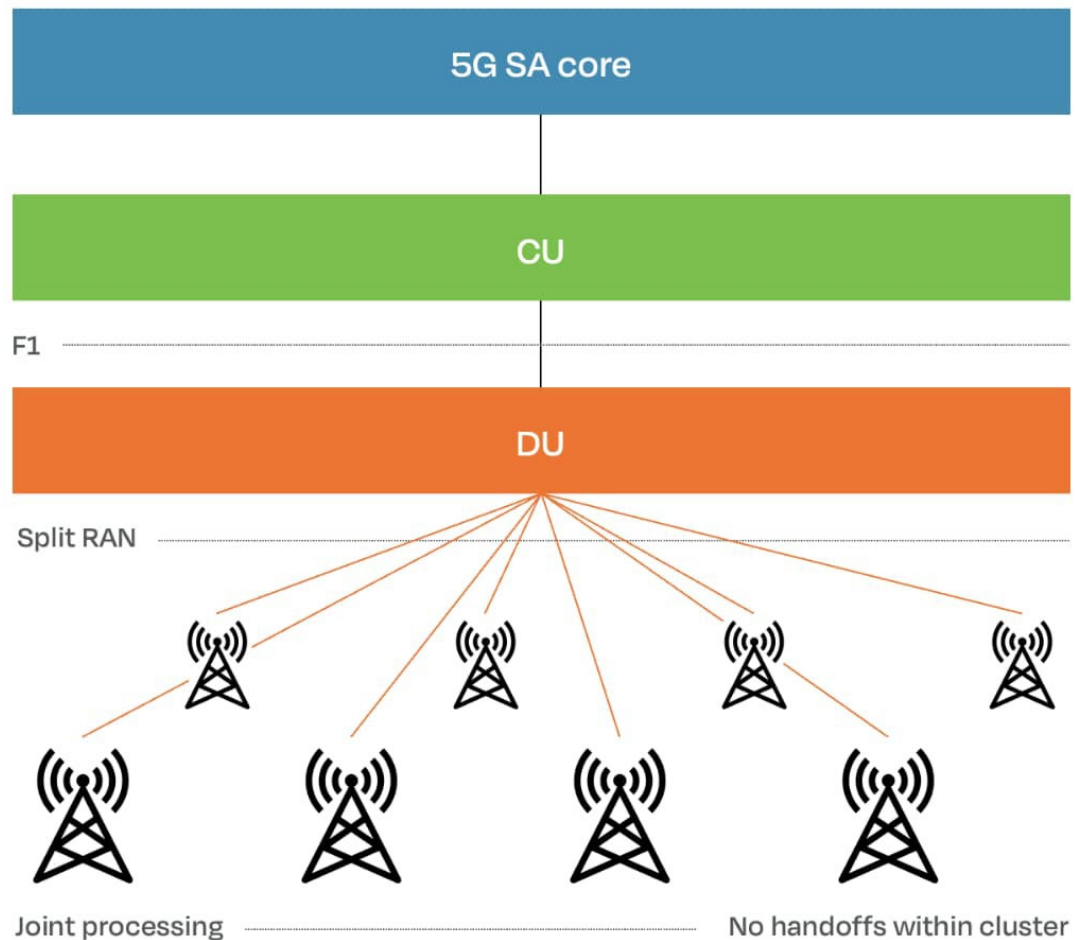 5G SA core
CU
F1
DU
Split RAN
Joint processing No handoffs within cluster